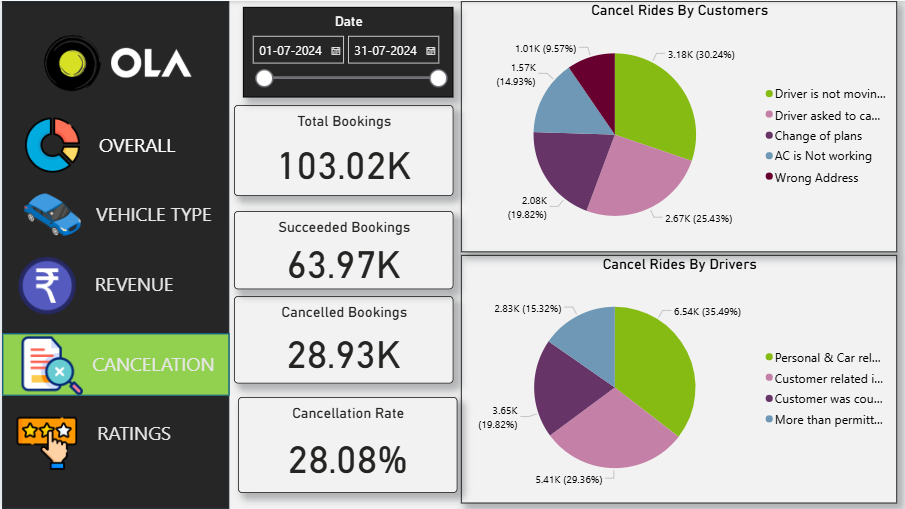 OLA
OVERALL
VEHICLE TYPE
REVENUE
CANCELATION
RATINGS
Date
01-07-2024
31-07-2024
Total Bookings
103.02K
Succeeded Bookings
63.97K
Cancelled Bookings
28.93K
Cancellation Rate
28.08%
Cancel Rides By Customers
1.01K (9.57%)
3.18K (30.24%)
1.57K
(14.93%)
2.08K
(19.82%)
2.67K (25.43%)
Driver is not movin...
Driver asked to ca...
Change of plans
AC is Not working
Wrong Address
Cancel Rides By Drivers
2.83K (15.32%)
6.54K (35.49%)
3.65K
(19.82%)
5.41K (29.36%)
Personal & Car rel...
Customer related i...
Customer was cou...
More than permitt...